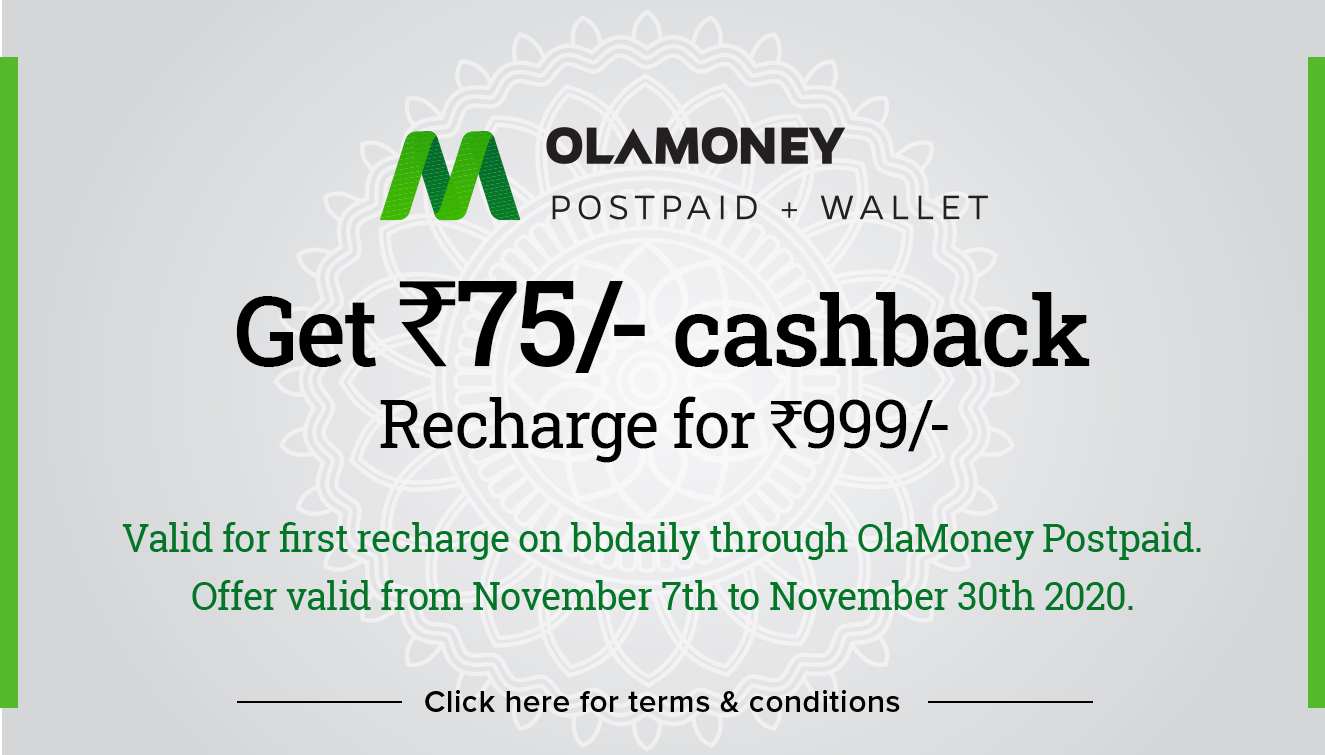 OLAMONEY
POSTPAID + WALLET
Get ₹75/- cashback
Recharge for ₹999/-
Valid for first recharge on bbdaily through OlaMoney Postpaid.
Offer valid from November 7th to November 30th 2020.
Click here for terms & conditions